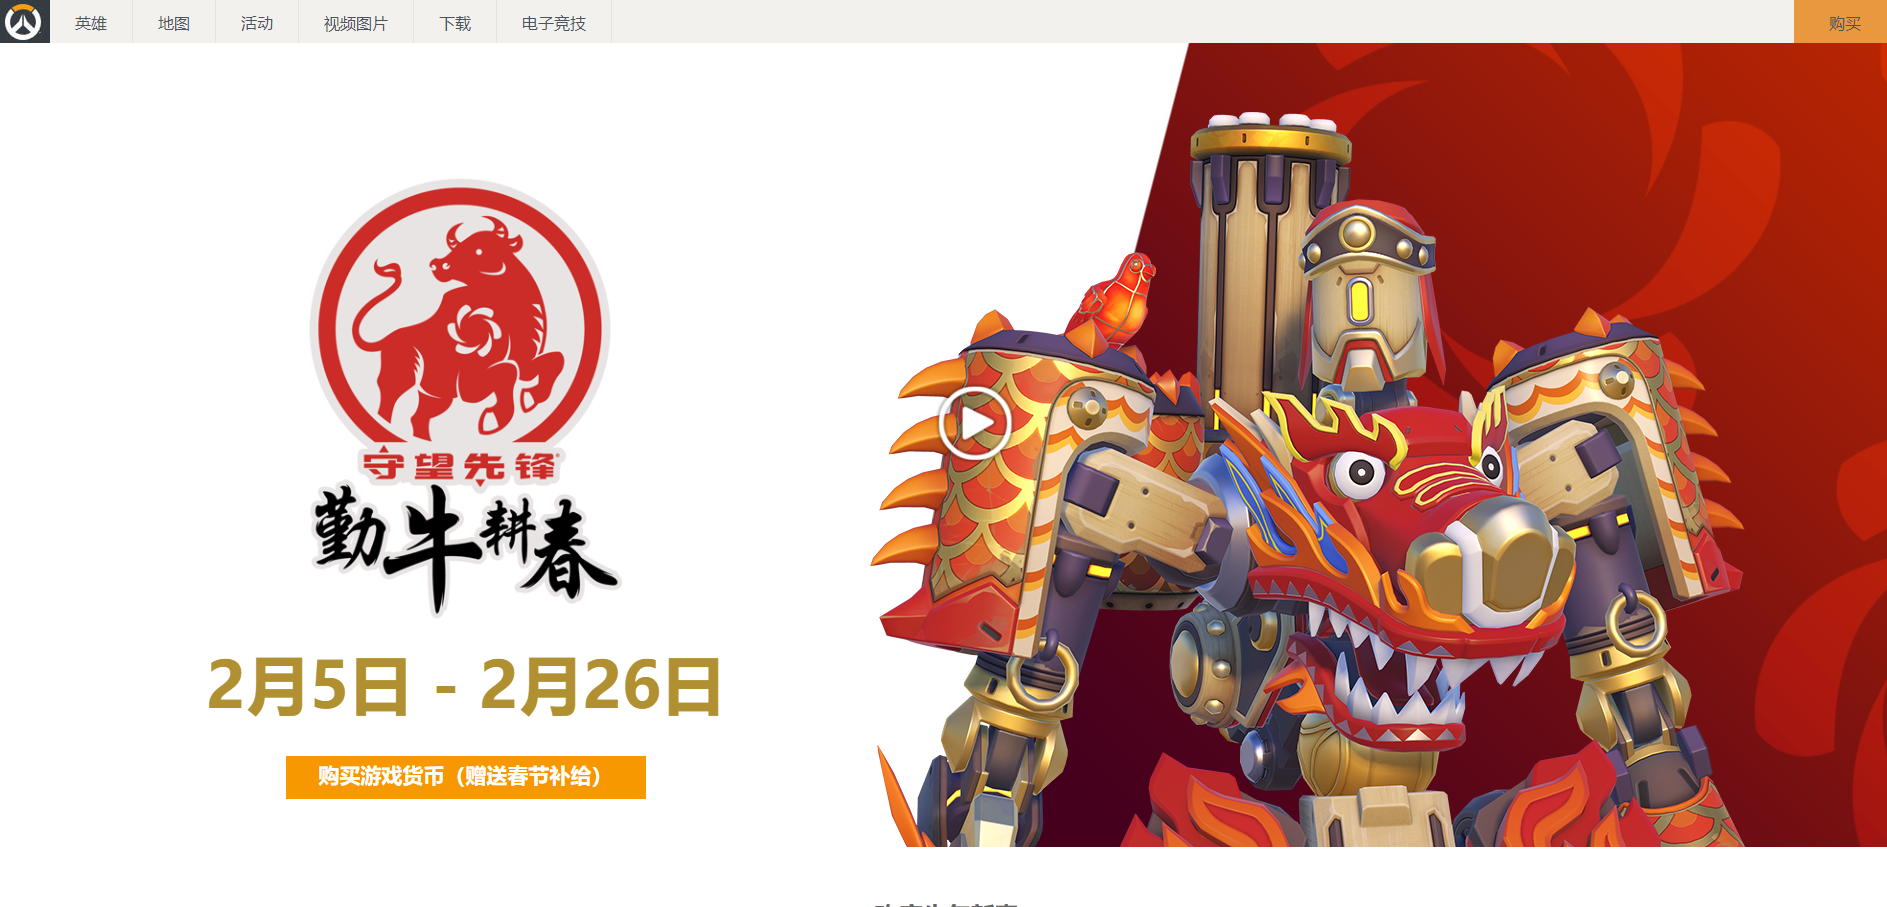 英雄
地图
活动
视频图片
下载
电子竞技
购买
守望先锋
勤牛耕春
2月5日 - 2月26日
购买游戏货币（赠送春节补给）